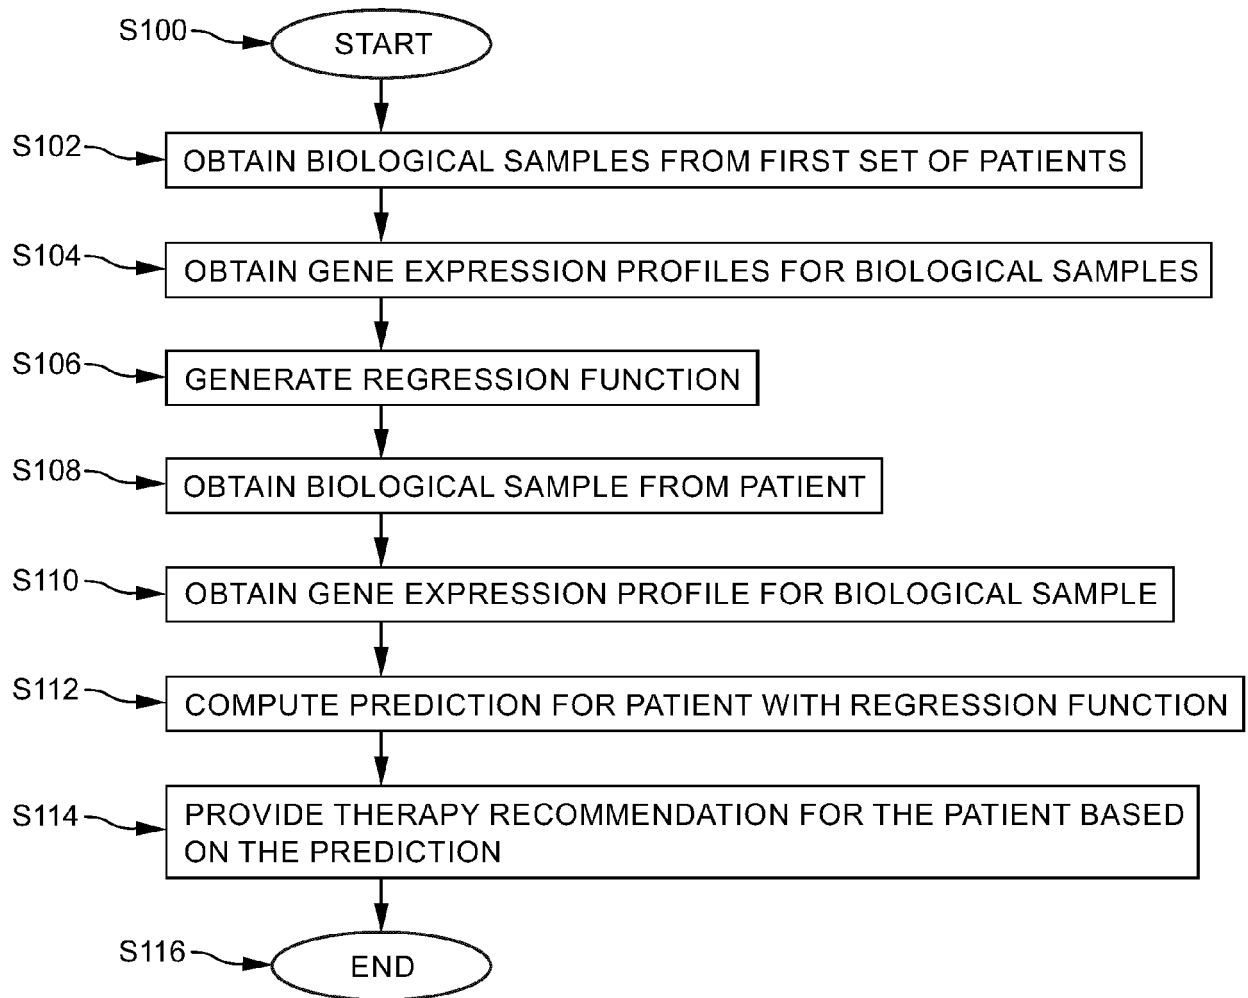 S100
START
S102
OBTAIN BIOLOGICAL SAMPLES FROM FIRST SET OF PATIENTS
S104
OBTAIN GENE EXPRESSION PROFILES FOR BIOLOGICAL SAMPLES
S106
GENERATE REGRESSION FUNCTION
S108
OBTAIN BIOLOGICAL SAMPLE FROM PATIENT
S110
OBTAIN GENE EXPRESSION PROFILE FOR BIOLOGICAL SAMPLE
S112
COMPUTE PREDICTION FOR PATIENT WITH REGRESSION FUNCTION
S114
PROVIDE THERAPY RECOMMENDATION FOR THE PATIENT BASED
ON THE PREDICTION
S116
END